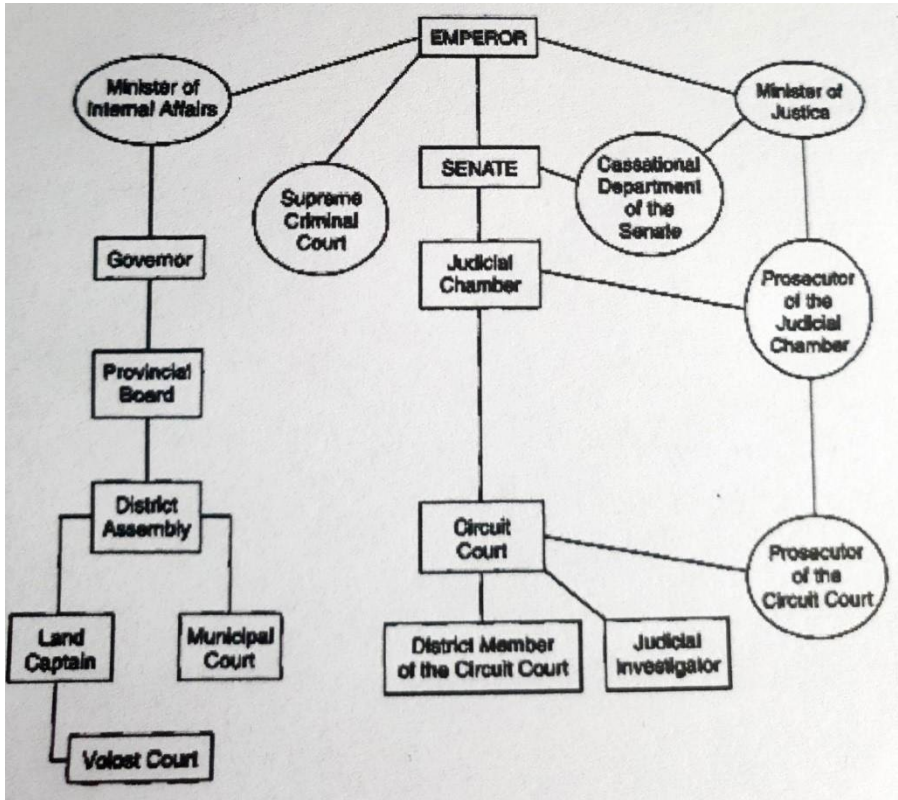 EMPEROR
Minister of
Internal Affairs
Minister of
Justice
SENATE
Cassational
Department
of the
Senate
Supreme
Criminal
Court
Governor
Judicial
Chamber
Prosecutor
of the
Judicial
Chamber
Provincial
Board
District
Assembly
Circuit
Court
Prosecutor
of the
Circuit Court
Land
Captain
Municipal
Court
District Member
of the Circuit Court
Judicial
Investigator
Volost Court